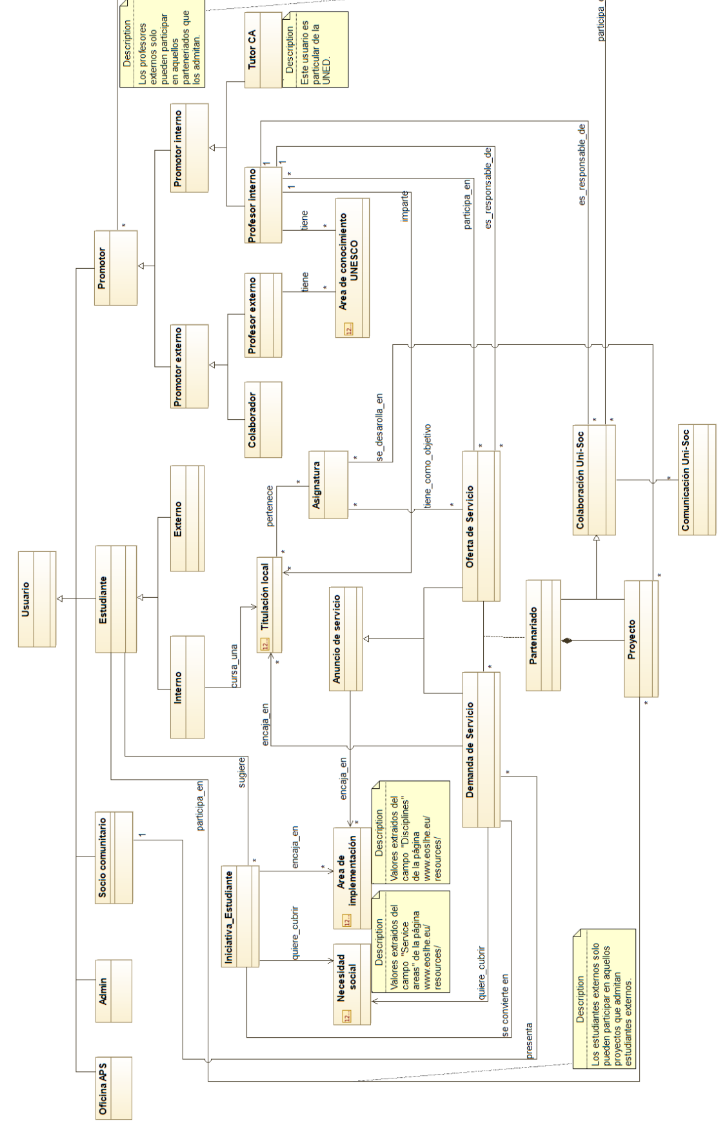 Usuario
Oficina APS
Admin
Socio comunitario
Estudiante
Promotor
*
Description
Los profesores
externos solo
pueden participar
en aquellos
parteneriados que
los admitan.
1
participa_en
sugiere
Interno
Externo
Promotor externo
Promotor interno
cursa_una
Iniciativa_Estudiante
*
Colaborador
Profesor externo
Profesor interno
Tutor CA
Description
Este usuario es
particular de la
UNED.
1
1
*
1
tiene
*
tiene
*
encaja_en
*
12..
Titulación local
*
*
pertenece
*
quiere_cubrir
encaja_en
*
Asignatura
*
*
12..
Area de conocimiento
UNESCO
12..
Necesidad
social
12..
Area de
implementación
*
encaja_en
Anuncio de servicio
se_desarolla_en
imparte
Description
Valores extraidos del
campo "Service
areas" de la página
www.eoslhe.eu/
resources/
Description
Valores extraidos del
campo "Disciplines"
de la página
www.eoslhe.eu/
resources/
tiene_como_objetivo
*
participa_en
es_responsable_de
quiere_cubrir
Demanda de Servicio
*
*
Oferta de Servicio
*
*
se convierte en
presenta
Partenariado
Colaboración Uni-Soc
*
*
es_responsable_de
participa_
Description
Los estudiantes externos solo
pueden participar en aquellos
proyectos que admitan
estudiantes externos.
*
Proyecto
*
*
Comunicación Uni-Soc